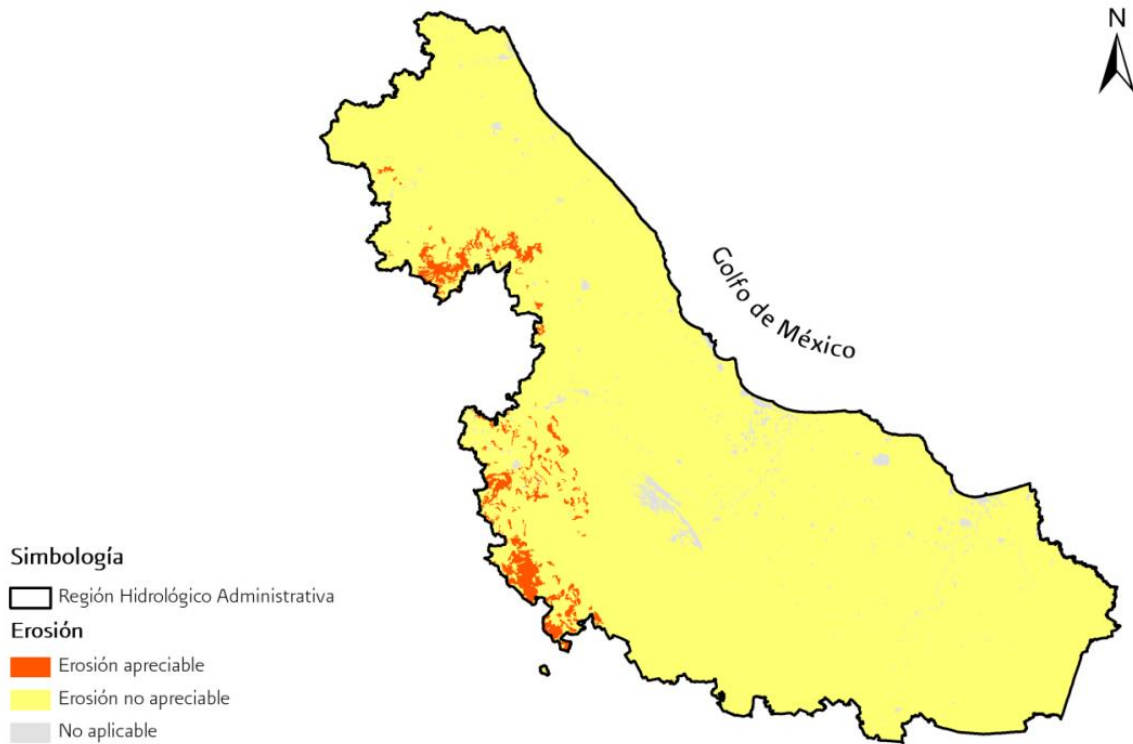 N
Golfo de México
Simbología
Región Hidrológico Administrativa
Erosión
Erosión apreciable
Erosión no apreciable
No aplicable